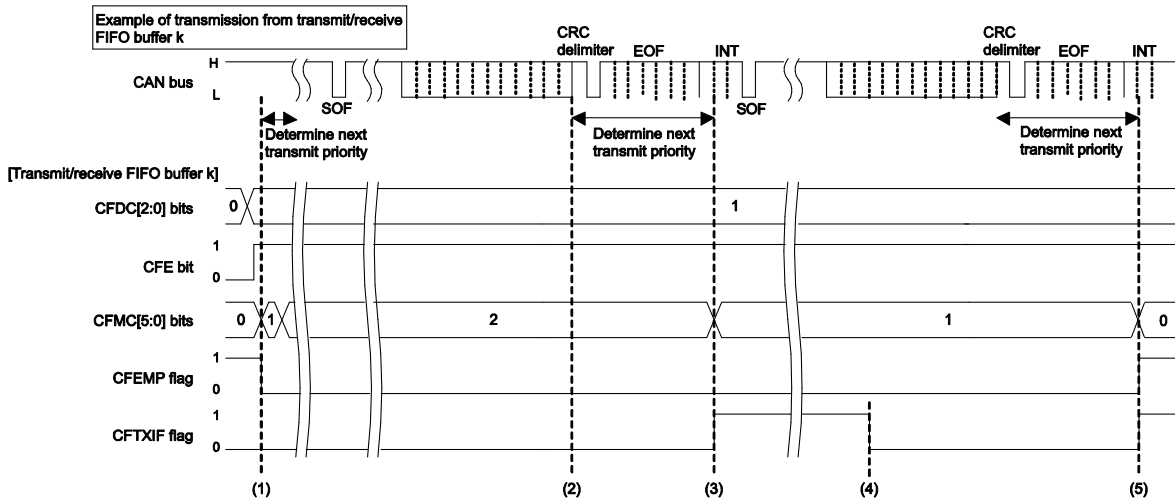 Example of transmission from transmit/receive
FIFO buffer k
CRC
delimiter
EOF
INT
CRC
delimiter
EOF
INT
CAN bus
H
L
SOF
SOF
Determine next
transmit priority
Determine next
transmit priority
Determine next
transmit priority
[Transmit/receive FIFO buffer k]
CFDC[2:0] bits
0
1
CFE bit
1
0
CFMC[5:0] bits
0
1
2
1
0
CFEMP flag
1
0
CFTXIF flag
1
0
(1)
(2)
(3)
(4)
(5)